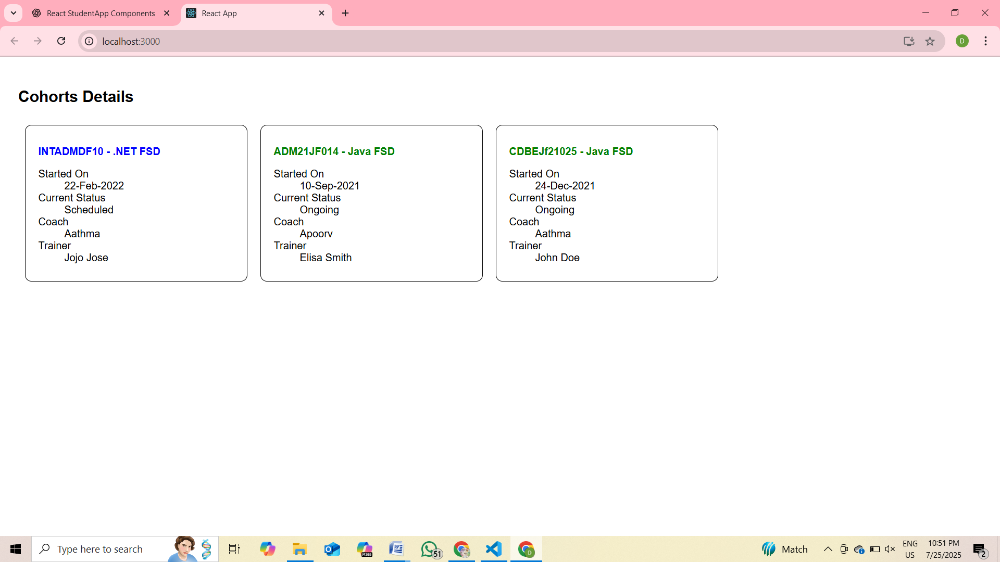 React StudentApp Components
React App
localhost:3000
D
Cohorts Details
INTADMDF10 - .NET FSD
Started On
22-Feb-2022
Current Status
Scheduled
Coach
Aathma
Trainer
Jojo Jose
ADM21JF014 - Java FSD
Started On
10-Sep-2021
Current Status
Ongoing
Coach
Apoorv
Trainer
Elisa Smith
CDBEJf21025 - Java FSD
Started On
24-Dec-2021
Current Status
Ongoing
Coach
Aathma
Trainer
John Doe
Type here to search
M365
51
D
Match
ENG
US
10:51 PM
7/25/2025
2